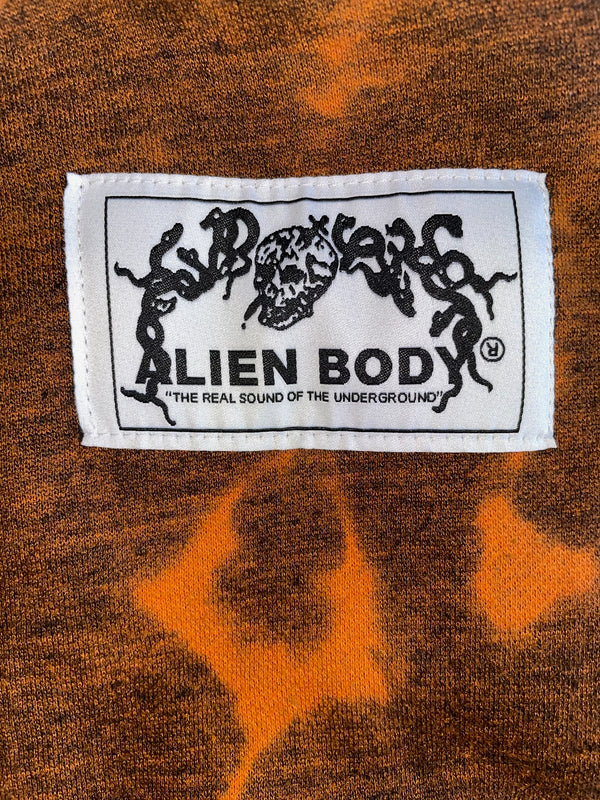 ALIEN BODY®
"THE REAL SOUND OF THE UNDERGROUND"